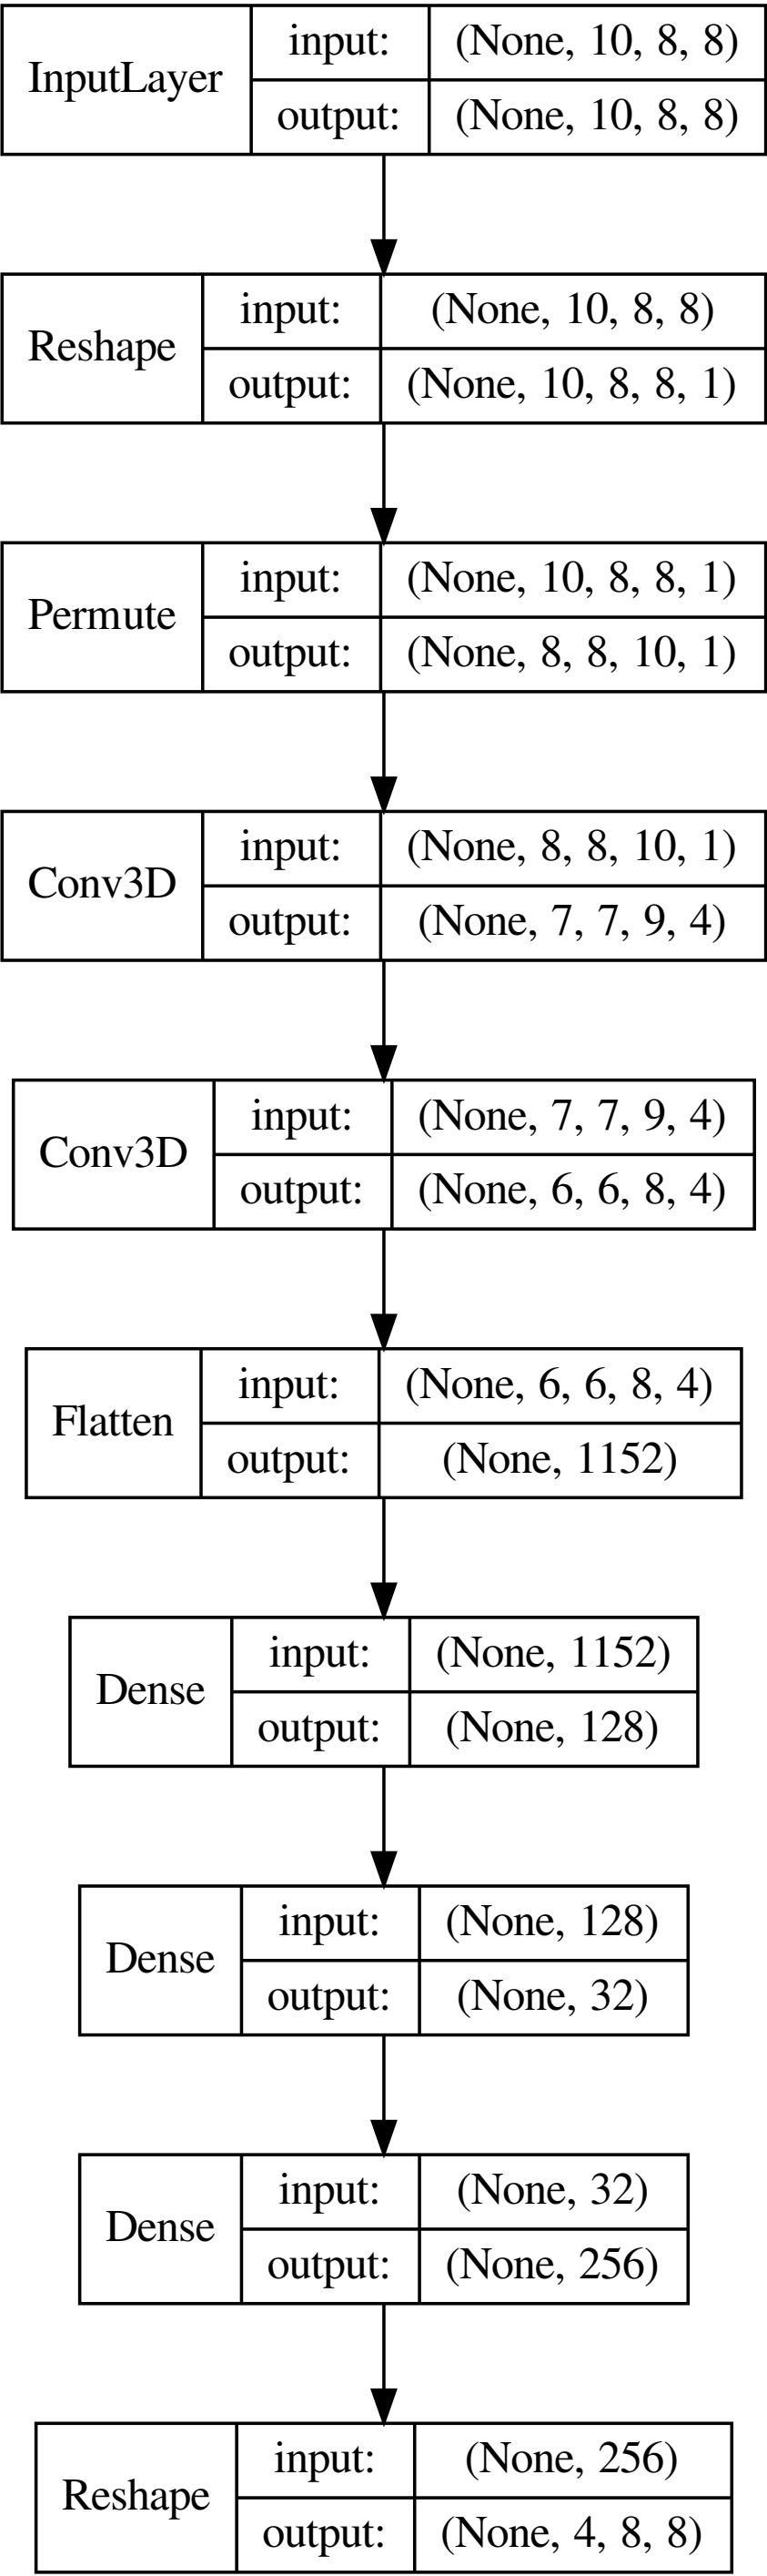 InputLayer
input: (None, 10, 8, 8)
output: (None, 10, 8, 8)
Reshape
input: (None, 10, 8, 8)
output: (None, 10, 8, 8, 1)
Permute
input: (None, 10, 8, 8, 1)
output: (None, 8, 8, 10, 1)
Conv3D
input: (None, 8, 8, 10, 1)
output: (None, 7, 7, 9, 4)
Conv3D
input: (None, 7, 7, 9, 4)
output: (None, 6, 6, 8, 4)
Flatten
input: (None, 6, 6, 8, 4)
output: (None, 1152)
Dense
input: (None, 1152)
output: (None, 128)
Dense
input: (None, 128)
output: (None, 32)
Dense
input: (None, 32)
output: (None, 256)
Reshape
input: (None, 256)
output: (None, 4, 8, 8)